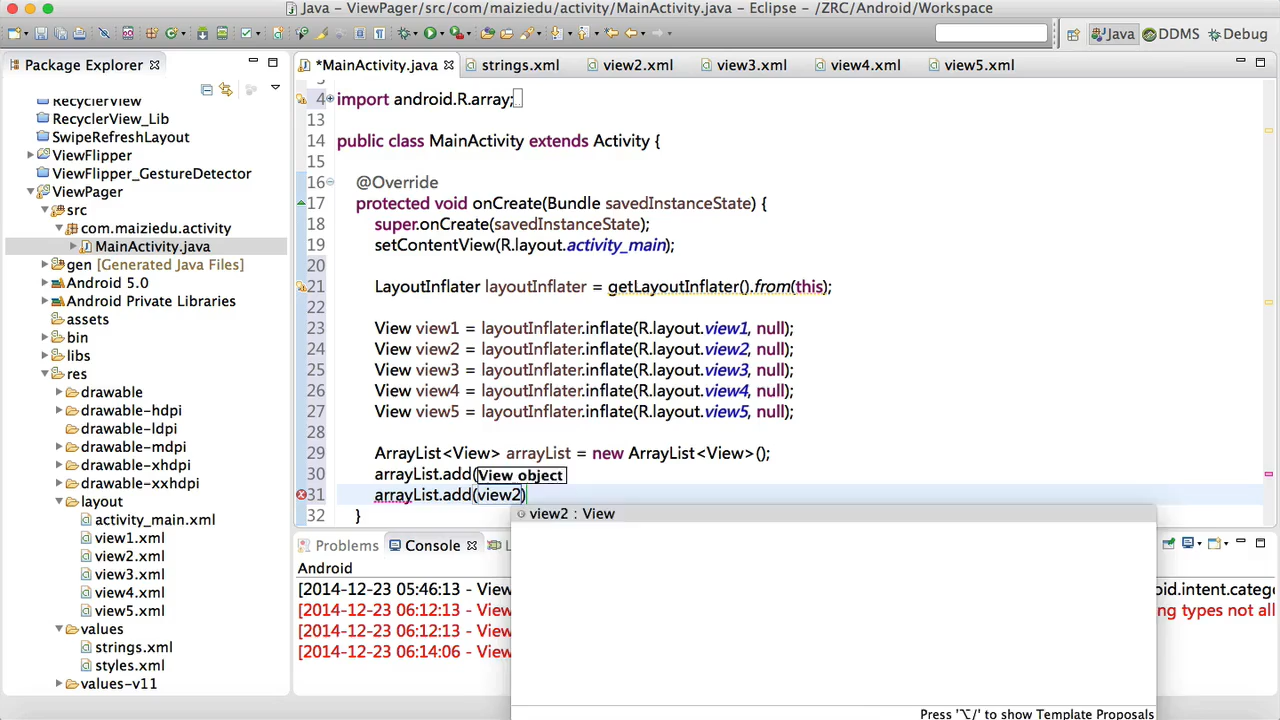 Java – ViewPager/src/com/maiziedu/activity/MainActivity.java – Eclipse – /ZRC/Android/Workspace
Java DDMS Debug
Package Explorer
RecyclerView
RecyclerView_Lib
SwipeRefreshLayout
ViewFlipper
ViewFlipper_GestureDetector
ViewPager
src
com.maiziedu.activity
MainActivity.java
gen [Generated Java Files]
Android 5.0
Android Private Libraries
assets
bin
libs
res
drawable
drawable-hdpi
drawable-ldpi
drawable-mdpi
drawable-xhdpi
drawable-xxhdpi
layout
activity_main.xml
view1.xml
view2.xml
view3.xml
view4.xml
view5.xml
values
strings.xml
styles.xml
values-v11
*MainActivity.java strings.xml view2.xml view3.xml view4.xml view5.xml
4 import android.R.array;
13
14 public class MainActivity extends Activity {
15
16 @Override
17 protected void onCreate(Bundle savedInstanceState) {
18 super.onCreate(savedInstanceState);
19 setContentView(R.layout.activity_main);
20
21 LayoutInflater layoutInflater = getLayoutInflater().from(this);
22
23 View view1 = layoutInflater.inflate(R.layout.view1, null);
24 View view2 = layoutInflater.inflate(R.layout.view2, null);
25 View view3 = layoutInflater.inflate(R.layout.view3, null);
26 View view4 = layoutInflater.inflate(R.layout.view4, null);
27 View view5 = layoutInflater.inflate(R.layout.view5, null);
28
29 ArrayList<View> arrayList = new ArrayList<View>();
30 arrayList.add( View object
31 arrayList.add(view2)
32 }
view2 : View
Press '⌥/' to show Template Proposals
Problems Console L
Android
[2014-12-23 05:46:13 - View oid.intent.catego
[2014-12-23 06:12:13 - View ng types not all
[2014-12-23 06:12:13 - View
[2014-12-23 06:14:06 - View